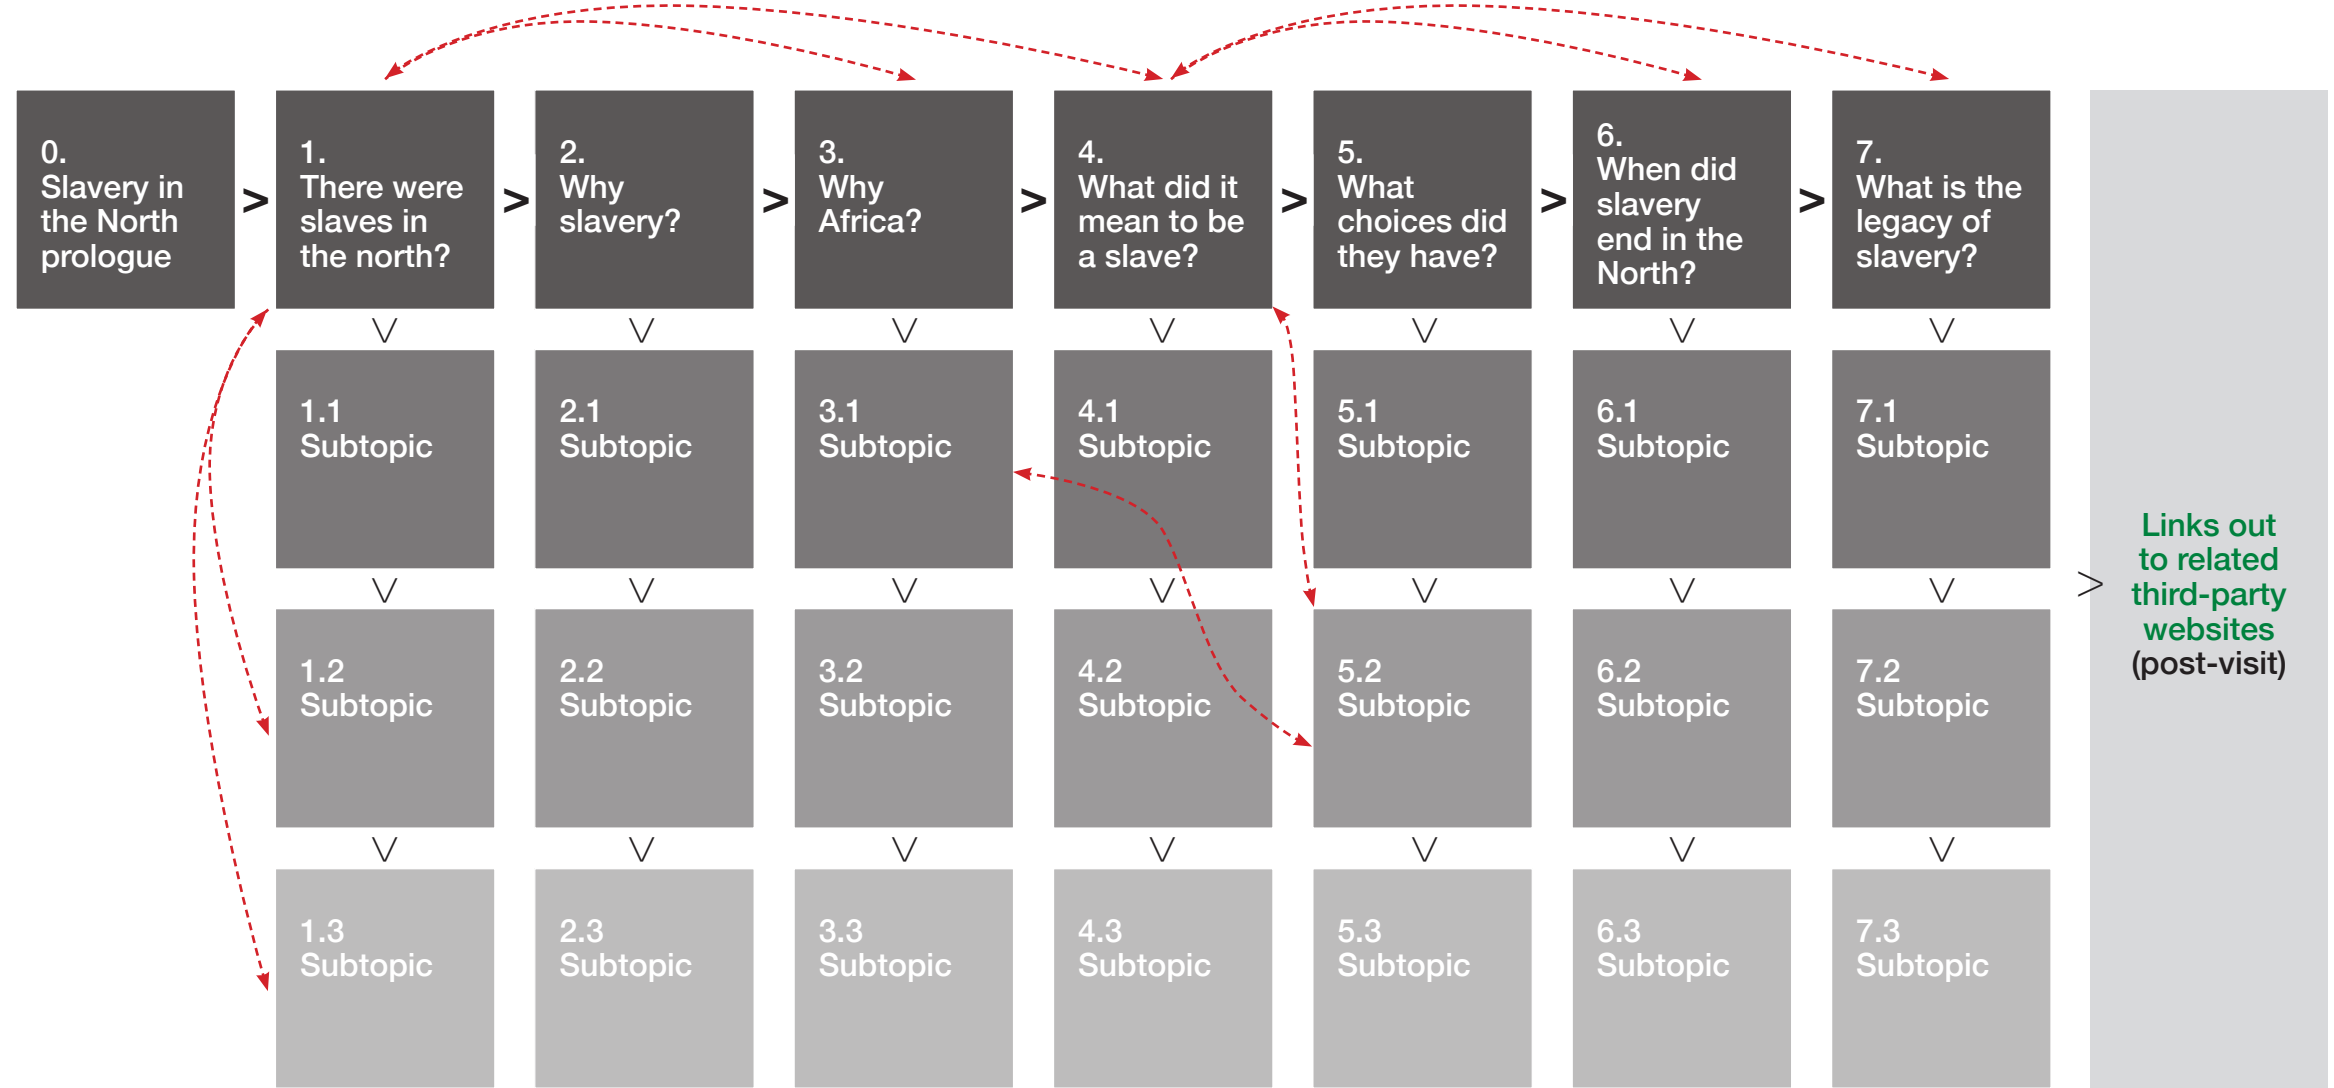 0.
Slavery in
the North
prologue
>
1.
There were
slaves in
the north?
>
2.
Why
slavery?
>
3.
Why
Africa?
>
4.
What did it
mean to be
a slave?
>
5.
What
choices did
they have?
>
6.
When did
slavery
end in the
North?
>
7.
What is the
legacy of
slavery?
1.1
Subtopic
2.1
Subtopic
3.1
Subtopic
4.1
Subtopic
5.1
Subtopic
6.1
Subtopic
7.1
Subtopic
1.2
Subtopic
2.2
Subtopic
3.2
Subtopic
4.2
Subtopic
5.2
Subtopic
6.2
Subtopic
7.2
Subtopic
1.3
Subtopic
2.3
Subtopic
3.3
Subtopic
4.3
Subtopic
5.3
Subtopic
6.3
Subtopic
7.3
Subtopic
>
Links out
to related
third-party
websites
(post-visit)